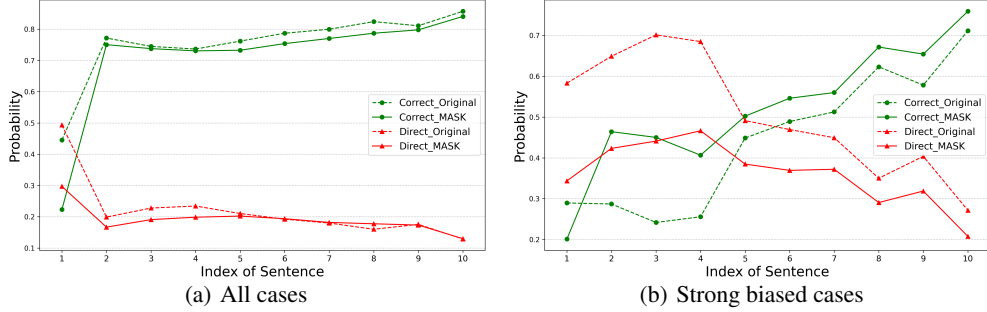 0.8
0.7
0.6
0.5
0.4
0.3
0.2
0.1
Probability
Correct_Original
Correct_MASK
Direct_Original
Direct_MASK
1 2 3 4 5 6 7 8 9 10
Index of Sentence
(a) All cases
0.7
0.6
0.5
0.4
0.3
0.2
Probability
Correct_Original
Correct_MASK
Direct_Original
Direct_MASK
1 2 3 4 5 6 7 8 9 10
Index of Sentence
(b) Strong biased cases